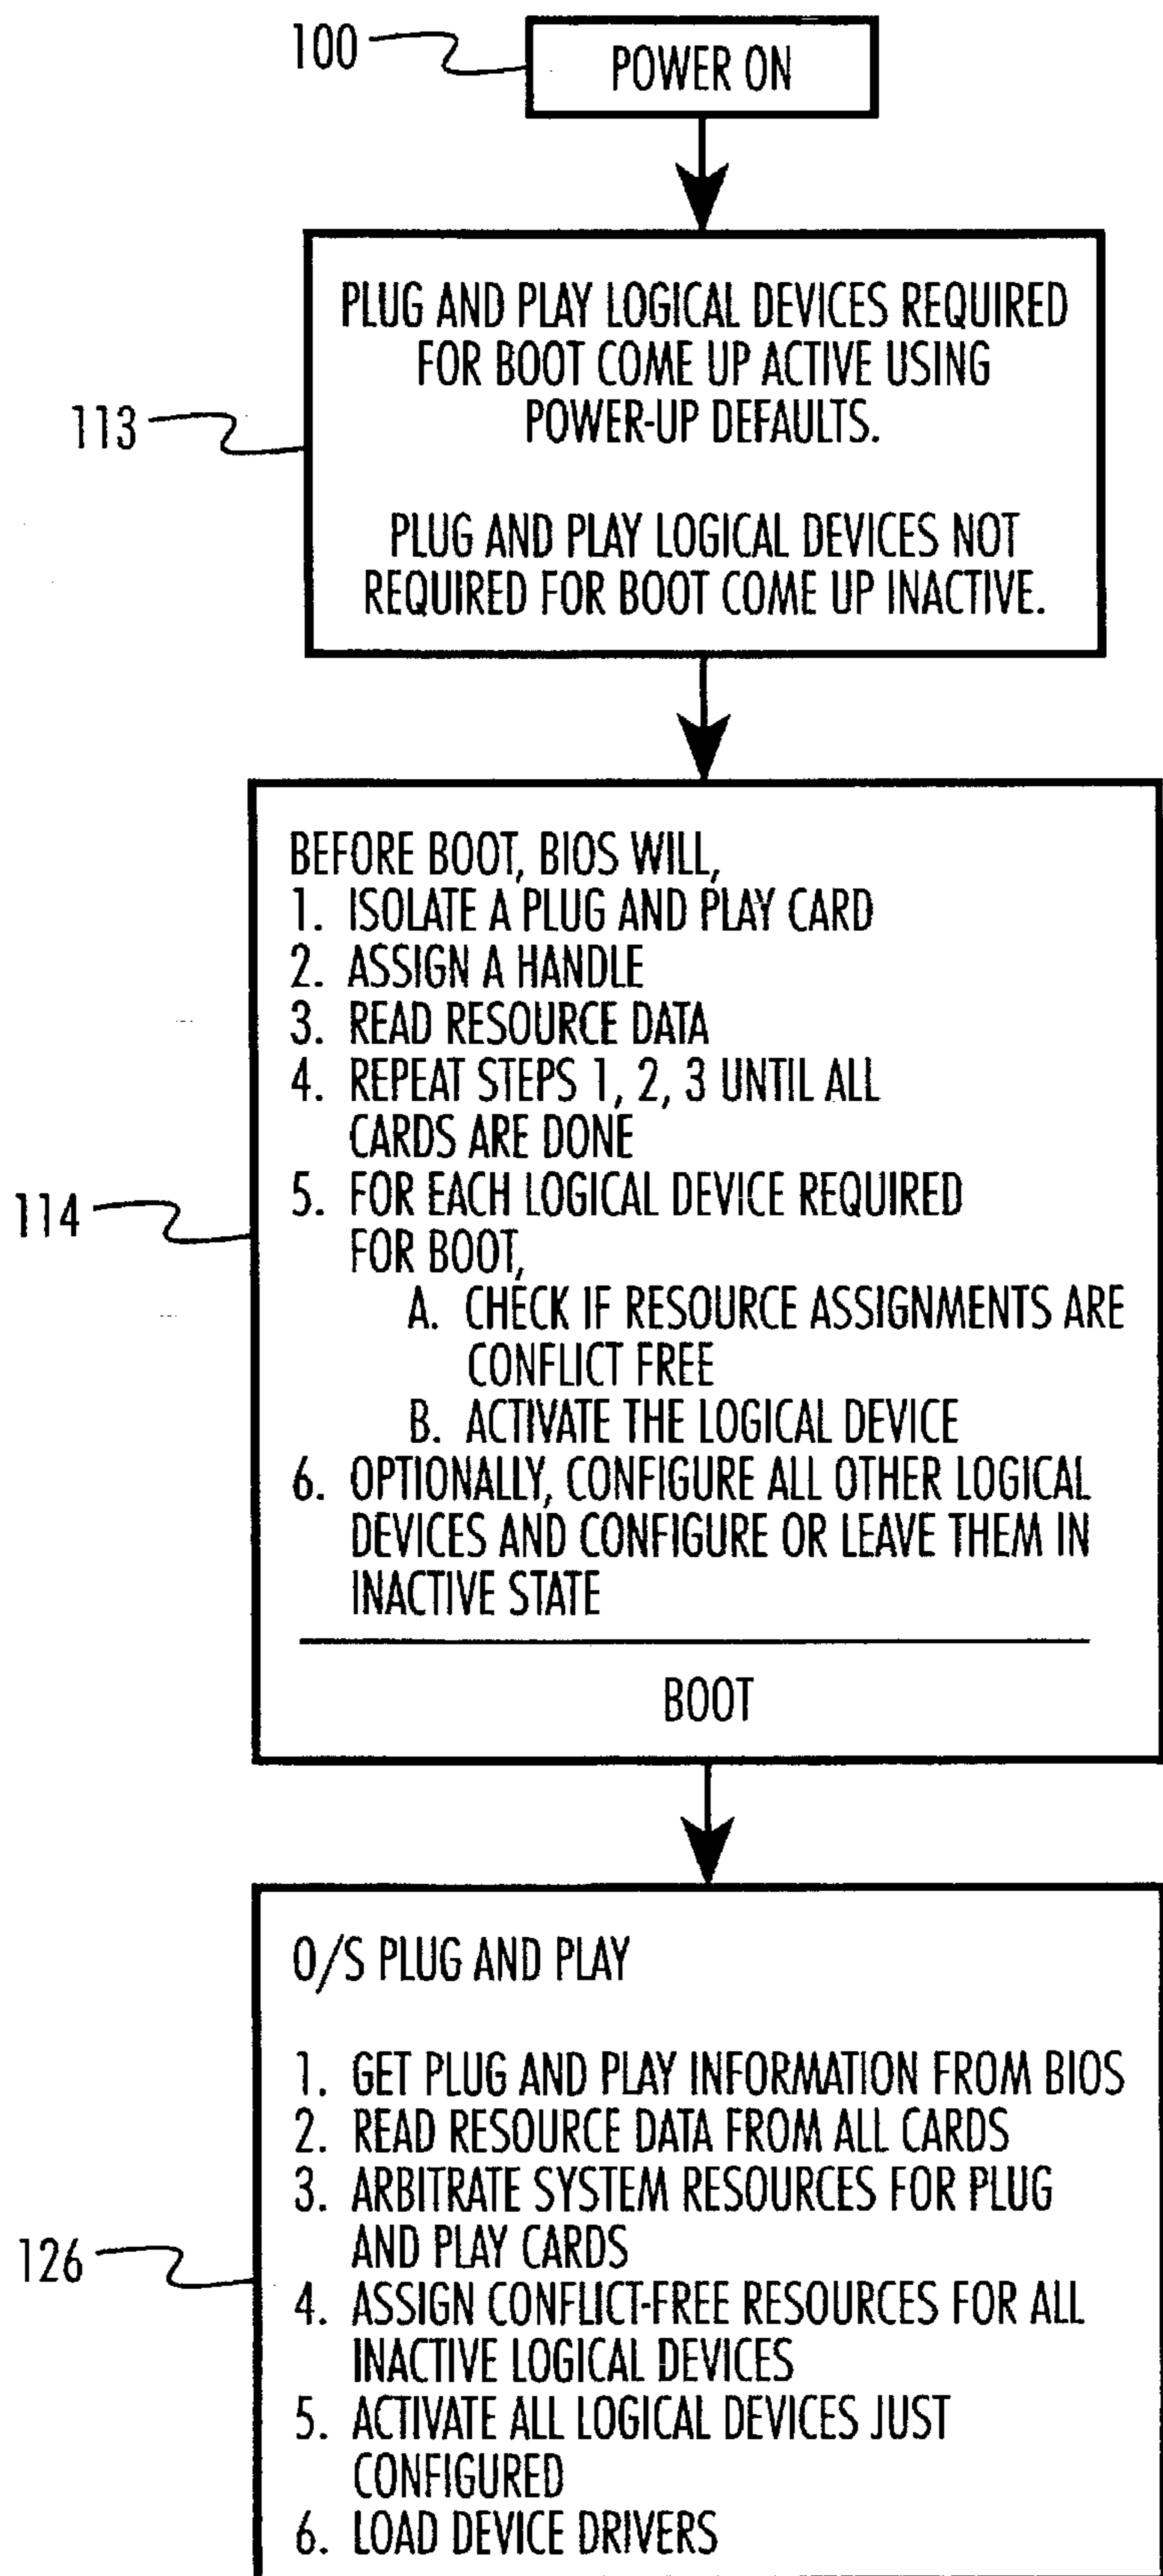 100
POWER ON
PLUG AND PLAY LOGICAL DEVICES REQUIRED
FOR BOOT COME UP ACTIVE USING
POWER-UP DEFAULTS.
113
PLUG AND PLAY LOGICAL DEVICES NOT
REQUIRED FOR BOOT COME UP INACTIVE.
BEFORE BOOT, BIOS WILL,
1. ISOLATE A PLUG AND PLAY CARD
2. ASSIGN A HANDLE
3. READ RESOURCE DATA
4. REPEAT STEPS 1, 2, 3 UNTIL ALL
CARDS ARE DONE
5. FOR EACH LOGICAL DEVICE REQUIRED
114
FOR BOOT,
A. CHECK IF RESOURCE ASSIGNMENTS ARE
CONFLICT FREE
B. ACTIVATE THE LOGICAL DEVICE
6. OPTIONALLY, CONFIGURE ALL OTHER LOGICAL
DEVICES AND CONFIGURE OR LEAVE THEM IN
INACTIVE STATE
BOOT
O/S PLUG AND PLAY
1. GET PLUG AND PLAY INFORMATION FROM BIOS
2. READ RESOURCE DATA FROM ALL CARDS
3. ARBITRATE SYSTEM RESOURCES FOR PLUG
AND PLAY CARDS
126
4. ASSIGN CONFLICT-FREE RESOURCES FOR ALL
INACTIVE LOGICAL DEVICES
5. ACTIVATE ALL LOGICAL DEVICES JUST
CONFIGURED
6. LOAD DEVICE DRIVERS